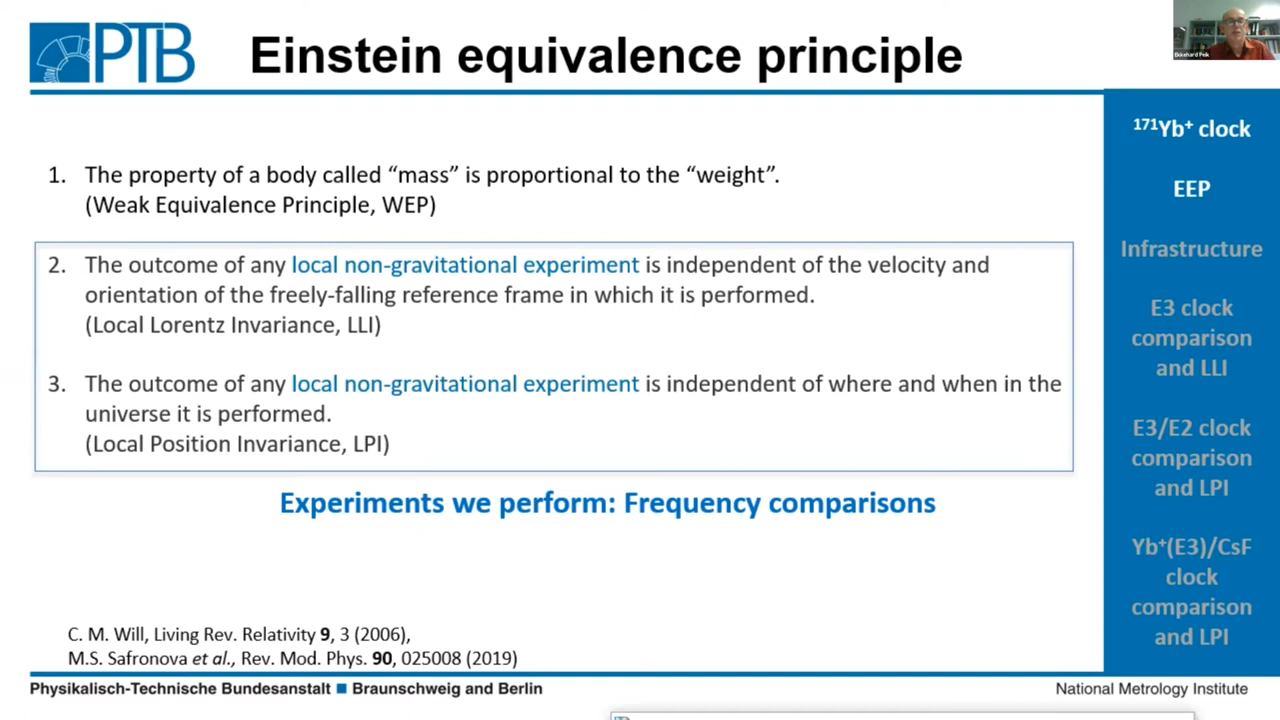 PTB
Einstein equivalence principle
Ekkehard Peik
1. The property of a body called “mass” is proportional to the “weight”.
(Weak Equivalence Principle, WEP)
2. The outcome of any local non-gravitational experiment is independent of the velocity and
orientation of the freely-falling reference frame in which it is performed.
(Local Lorentz Invariance, LLI)
3. The outcome of any local non-gravitational experiment is independent of where and when in the
universe it is performed.
(Local Position Invariance, LPI)
Experiments we perform: Frequency comparisons
C. M. Will, Living Rev. Relativity 9, 3 (2006),
M.S. Safronova et al., Rev. Mod. Phys. 90, 025008 (2019)
¹⁷¹Yb⁺ clock
EEP
Infrastructure
E3 clock
comparison
and LLI
E3/E2 clock
comparison
and LPI
Yb⁺(E3)/CsF
clock
comparison
and LPI
Physikalisch-Technische Bundesanstalt ■ Braunschweig and Berlin
National Metrology Institute